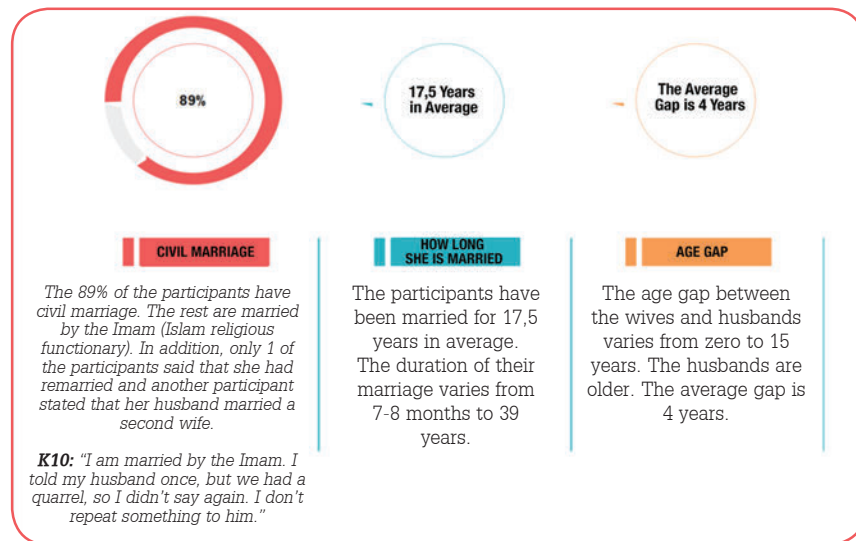 89%
17,5 Years
in Average
The Average
Gap is 4 Years
CIVIL MARRIAGE
The 89% of the participants have
civil marriage. The rest are married
by the Imam (Islam religious
functionary). In addition, only 1 of
the participants said that she had
remarried and another participant
stated that her husband married a
second wife.
K10: “I am married by the Imam. I
told my husband once, but we had a
quarrel, so I didn’t say again. I don’t
repeat something to him.”
HOW LONG
SHE IS MARRIED
The participants have
been married for 17,5
years in average.
The duration of their
marriage varies from
7-8 months to 39
years.
AGE GAP
The age gap between
the wives and husbands
varies from zero to 15
years. The husbands are
older. The average gap is
4 years.